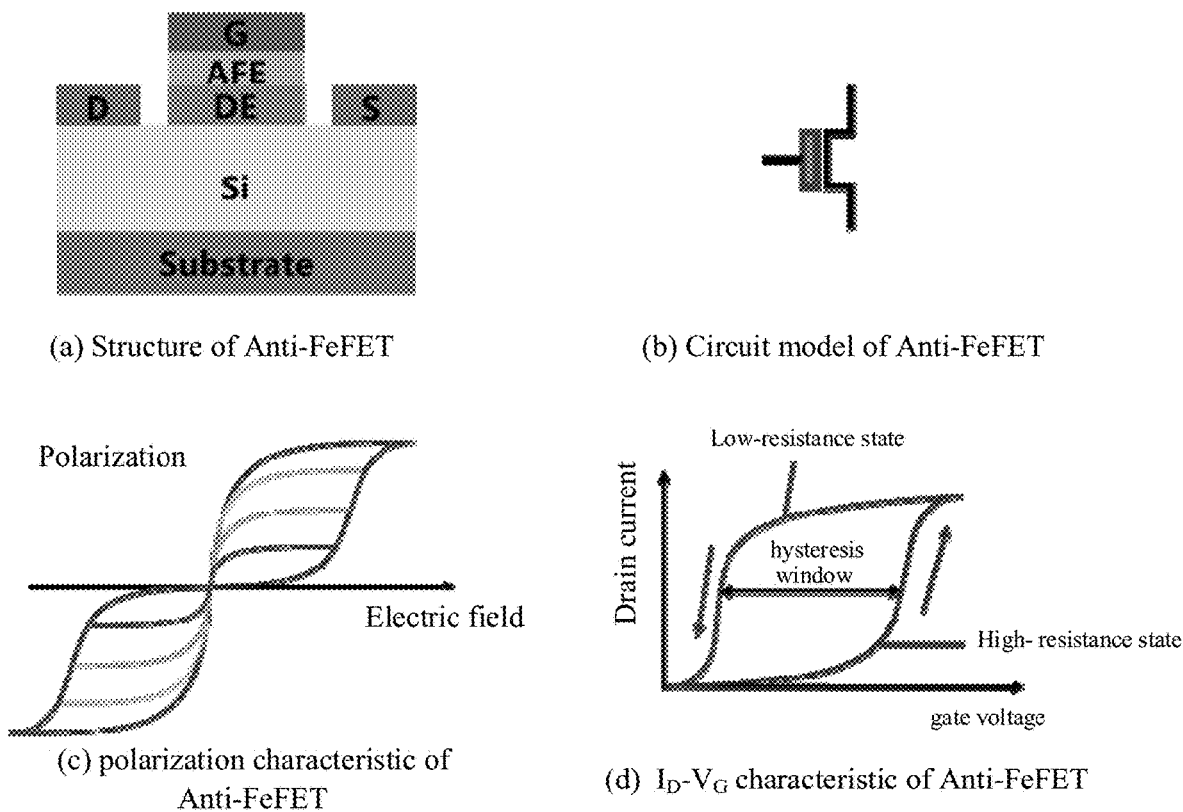 G
AFE
D
DE
S
Si
Substrate
(a) Structure of Anti-FeFET
(b) Circuit model of Anti-FeFET
Polarization
Electric field
(c) polarization characteristic of
Anti-FeFET
Low-resistance state
Drain current
hysteresis
window
High- resistance state
gate voltage
(d) I_D-V_G characteristic of Anti-FeFET